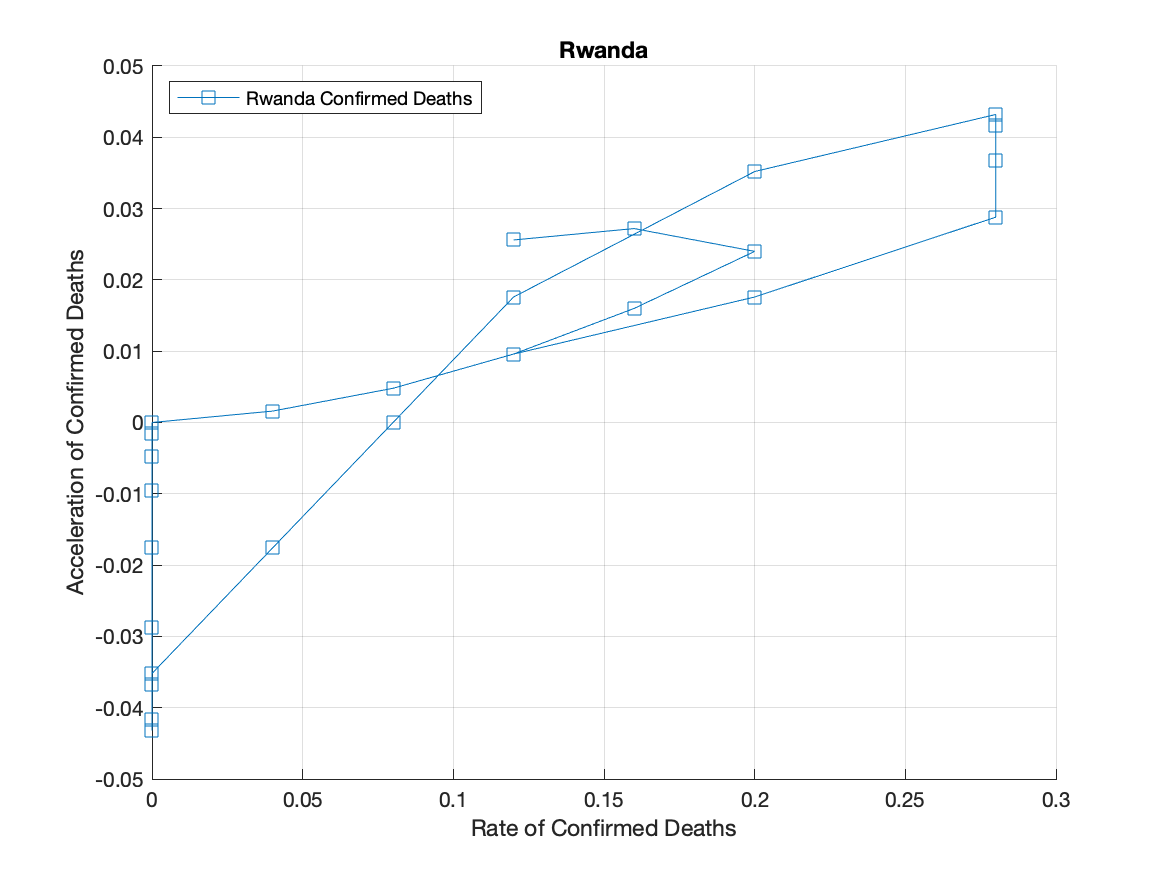 Rwanda
Rwanda Confirmed Deaths
Acceleration of Confirmed Deaths
0.05
0.04
0.03
0.02
0.01
0
-0.01
-0.02
-0.03
-0.04
-0.05
0 0.05 0.1 0.15 0.2 0.25 0.3
Rate of Confirmed Deaths